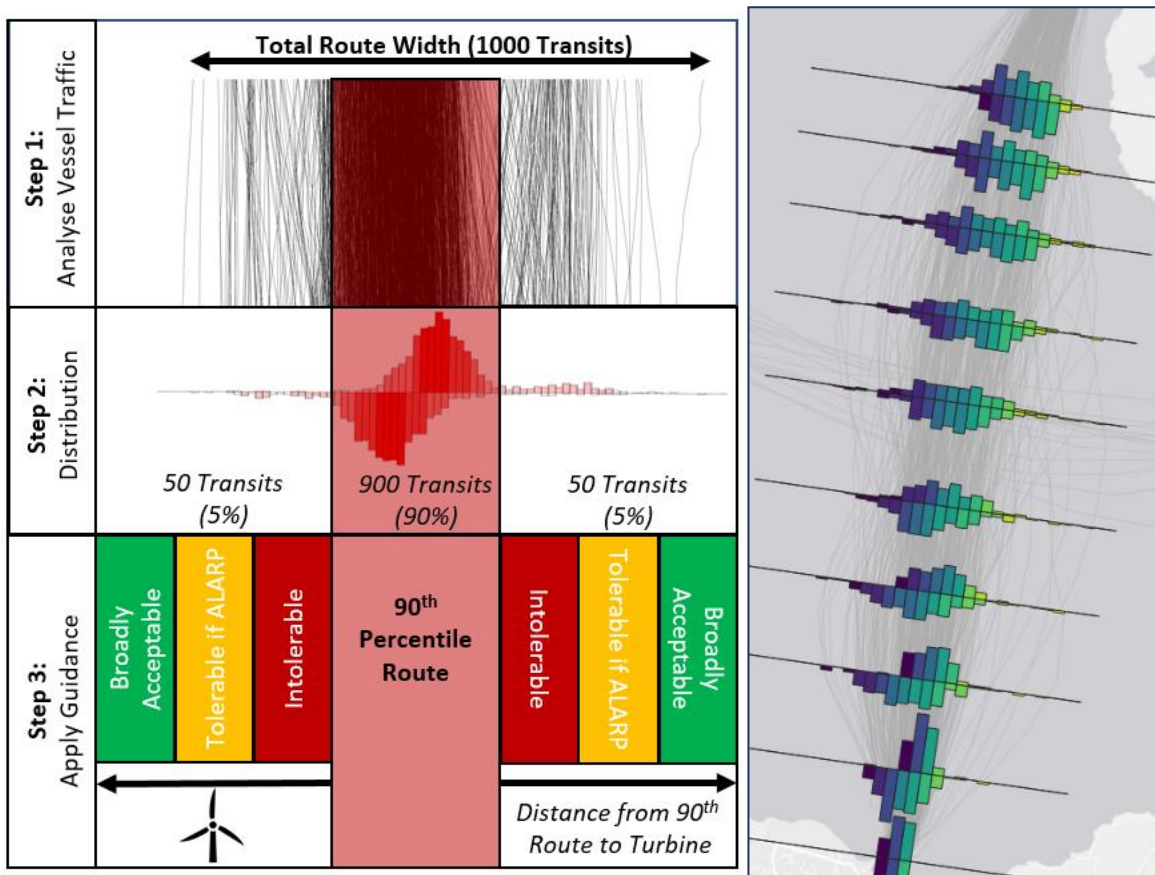 Step 1:
Analyse Vessel Traffic
Total Route Width (1000 Transits)
Step 2:
Distribution
50 Transits
(5%)
900 Transits
(90%)
50 Transits
(5%)
Step 3:
Apply Guidance
Broadly
Acceptable
Tolerable if ALARP
Intolerable
90th
Percentile
Route
Intolerable
Tolerable if ALARP
Broadly
Acceptable
Distance from 90th
Route to Turbine